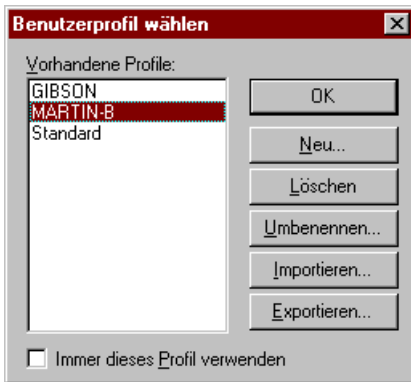 Benutzerprofil wählen
Vorhandene Profile:
GIBSON
MARTIN-B
Standard
OK
Neu...
Löschen
Umbenennen...
Importieren...
Exportieren...
Immer dieses Profil verwenden